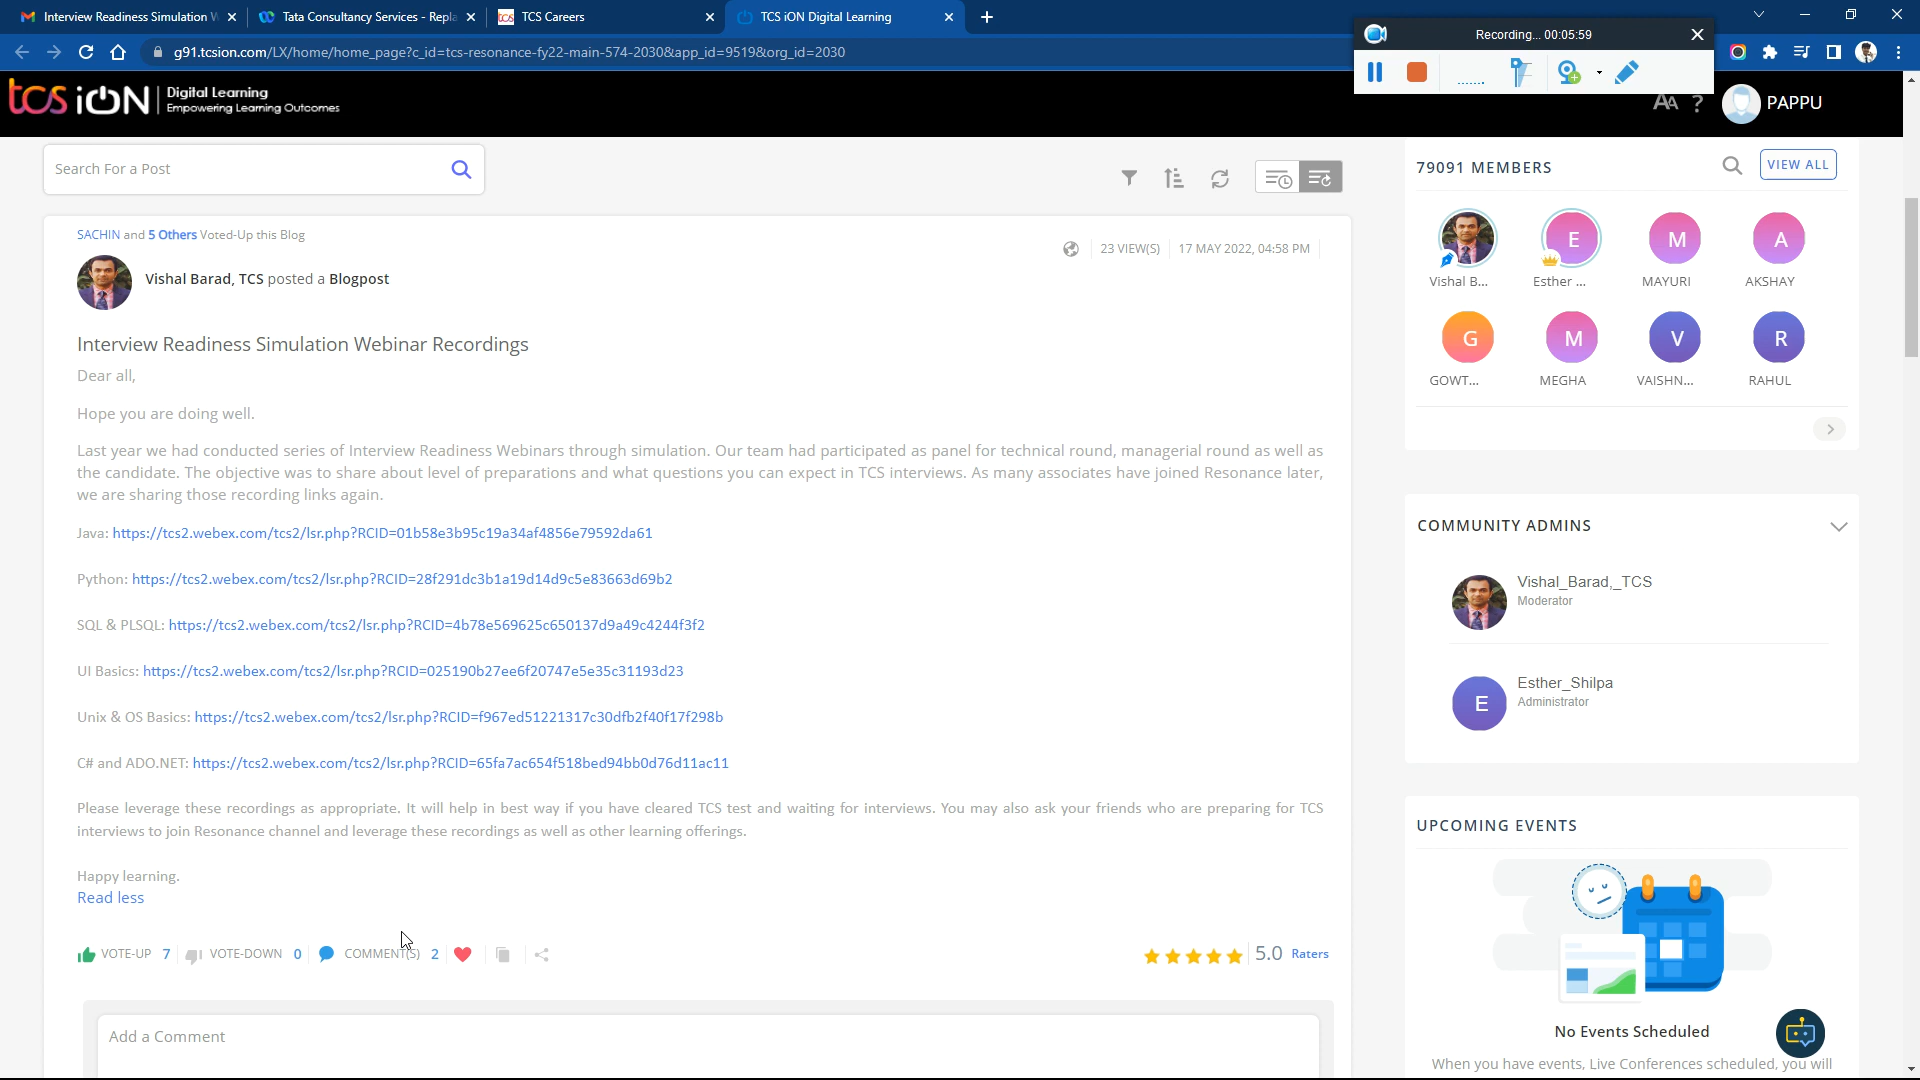 Interview Readiness Simulation W
Tata Consultancy Services - Repla
TCS Careers
TCS iON Digital Learning
g91.tcsion.com/LX/home/home_page?c_id=tcs-resonance-fy22-main-574-2030&app_id=9519&org_id=2030
Recording... 00:05:59
tcs iON
Digital Learning
Empowering Learning Outcomes
AA ? PAPPU
Search For a Post
SACHIN and 5 Others Voted-Up this Blog
23 VIEW(S) 17 MAY 2022, 04:58 PM
Vishal Barad, TCS posted a Blogpost
Interview Readiness Simulation Webinar Recordings
Dear all,
Hope you are doing well.
Last year we had conducted series of Interview Readiness Webinars through simulation. Our team had participated as panel for technical round, managerial round as well as
the candidate. The objective was to share about level of preparations and what questions you can expect in TCS interviews. As many associates have joined Resonance later,
we are sharing those recording links again.
Java: https://tcs2.webex.com/tcs2/lsr.php?RCID=01b58e3b95c19a34af4856e79592da61
Python: https://tcs2.webex.com/tcs2/lsr.php?RCID=28f291dc3b1a19d14d9c5e83663d69b2
SQL & PLSQL: https://tcs2.webex.com/tcs2/lsr.php?RCID=4b78e569625c650137d9a49c4244f3f2
UI Basics: https://tcs2.webex.com/tcs2/lsr.php?RCID=025190b27ee6f20747e5e35c31193d23
Unix & OS Basics: https://tcs2.webex.com/tcs2/lsr.php?RCID=f967ed51221317c30dfb2f40f17f298b
C# and ADO.NET: https://tcs2.webex.com/tcs2/lsr.php?RCID=65fa7ac654f518bed94bb0d76d11ac11
Please leverage these recordings as appropriate. It will help in best way if you have cleared TCS test and waiting for interviews. You may also ask your friends who are preparing for TCS
interviews to join Resonance channel and leverage these recordings as well as other learning offerings.
Happy learning.
Read less
VOTE-UP 7 VOTE-DOWN 0 COMMENT(S) 2
5.0 Raters
Add a Comment
79091 MEMBERS
VIEW ALL
E M A
Vishal B... Esther ... MAYURI AKSHAY
G M V R
GOWT... MEGHA VAISHN... RAHUL
COMMUNITY ADMINS
Vishal_Barad,_TCS
Moderator
E
Esther_Shilpa
Administrator
UPCOMING EVENTS
No Events Scheduled
When you have events, Live Conferences scheduled, you will